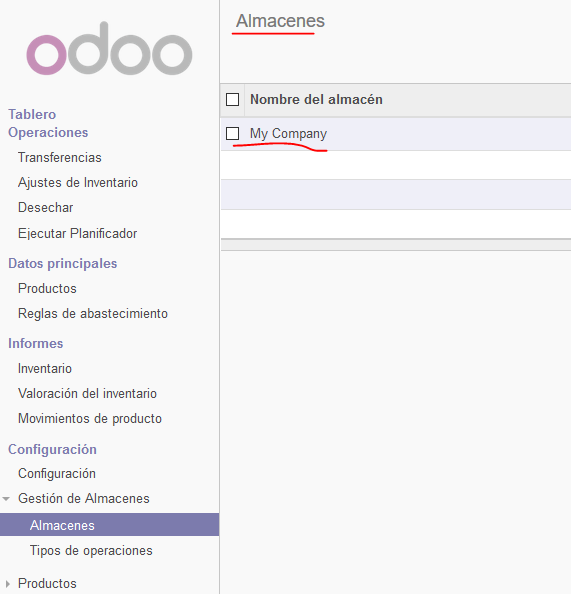 odoo
Tablero
Operaciones
Transferencias
Ajustes de Inventario
Desechar
Ejecutar Planificador
Datos principales
Productos
Reglas de abastecimiento
Informes
Inventario
Valoración del inventario
Movimientos de producto
Configuración
Configuración
Gestión de Almacenes
Almacenes
Tipos de operaciones
Productos
Almacenes
Nombre del almacén
My Company